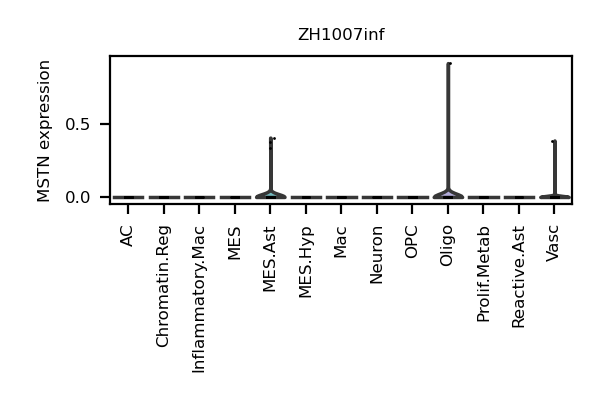 ZH1007inf
MSTN expression
0.5
0.0
AC
Chromatin.Reg
Inflammatory.Mac
MES
MES.Ast
MES.Hyp
Mac
Neuron
OPC
Oligo
Prolif.Metab
Reactive.Ast
Vasc